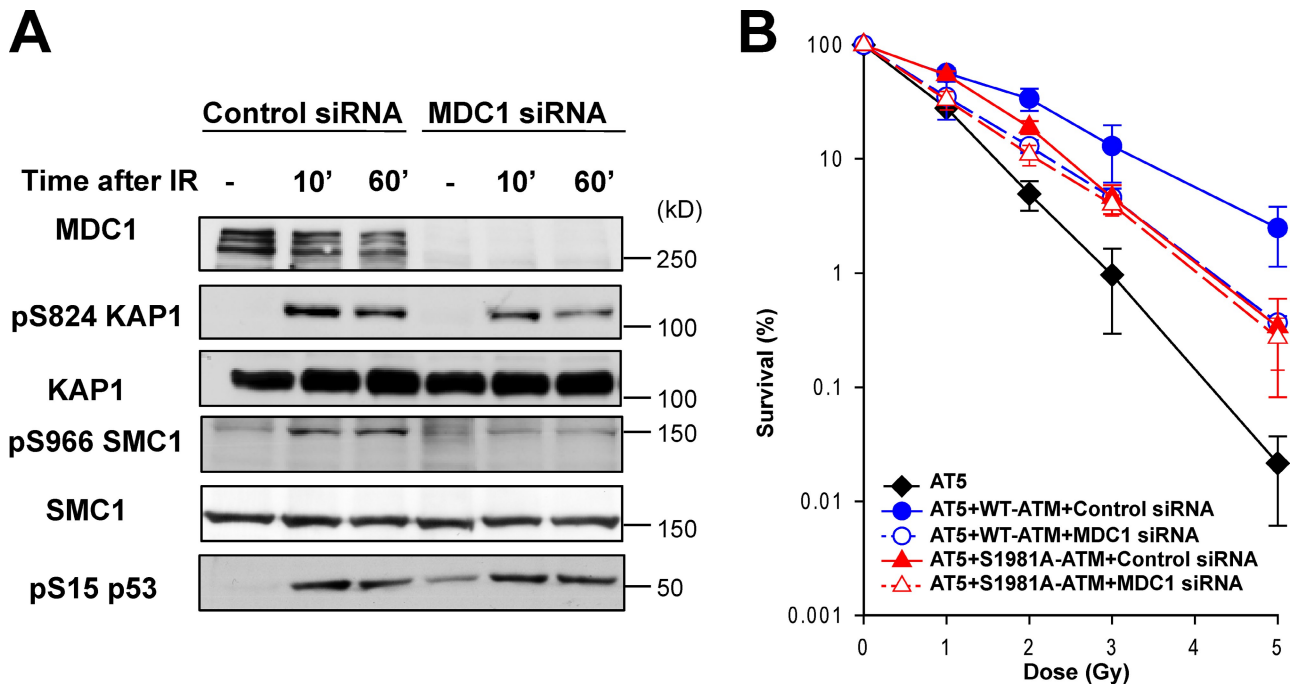 A
Control siRNA MDC1 siRNA
Time after IR - 10’ 60’ - 10’ 60’
(kD)
MDC1
250
pS824 KAP1
100
KAP1
100
pS966 SMC1
150
SMC1
150
pS15 p53
50
B
100
10
1
0.1
0.01
0.001
Survival (%)
AT5
AT5+WT-ATM+Control siRNA
AT5+WT-ATM+MDC1 siRNA
AT5+S1981A-ATM+Control siRNA
AT5+S1981A-ATM+MDC1 siRNA
0 1 2 3 4 5
Dose (Gy)